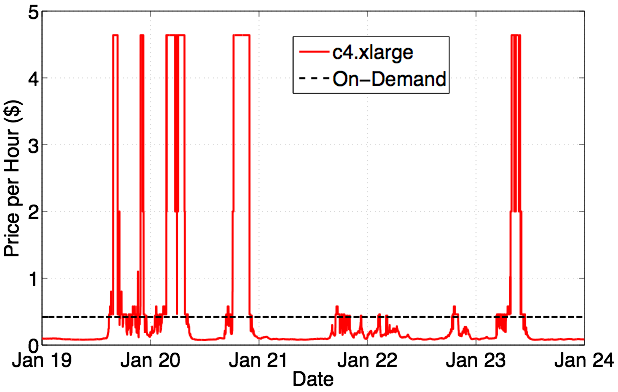 Price per Hour ($)
5
4
3
2
1
0
c4.xlarge
On-Demand
Jan 19 Jan 20 Jan 21 Jan 22 Jan 23 Jan 24
Date